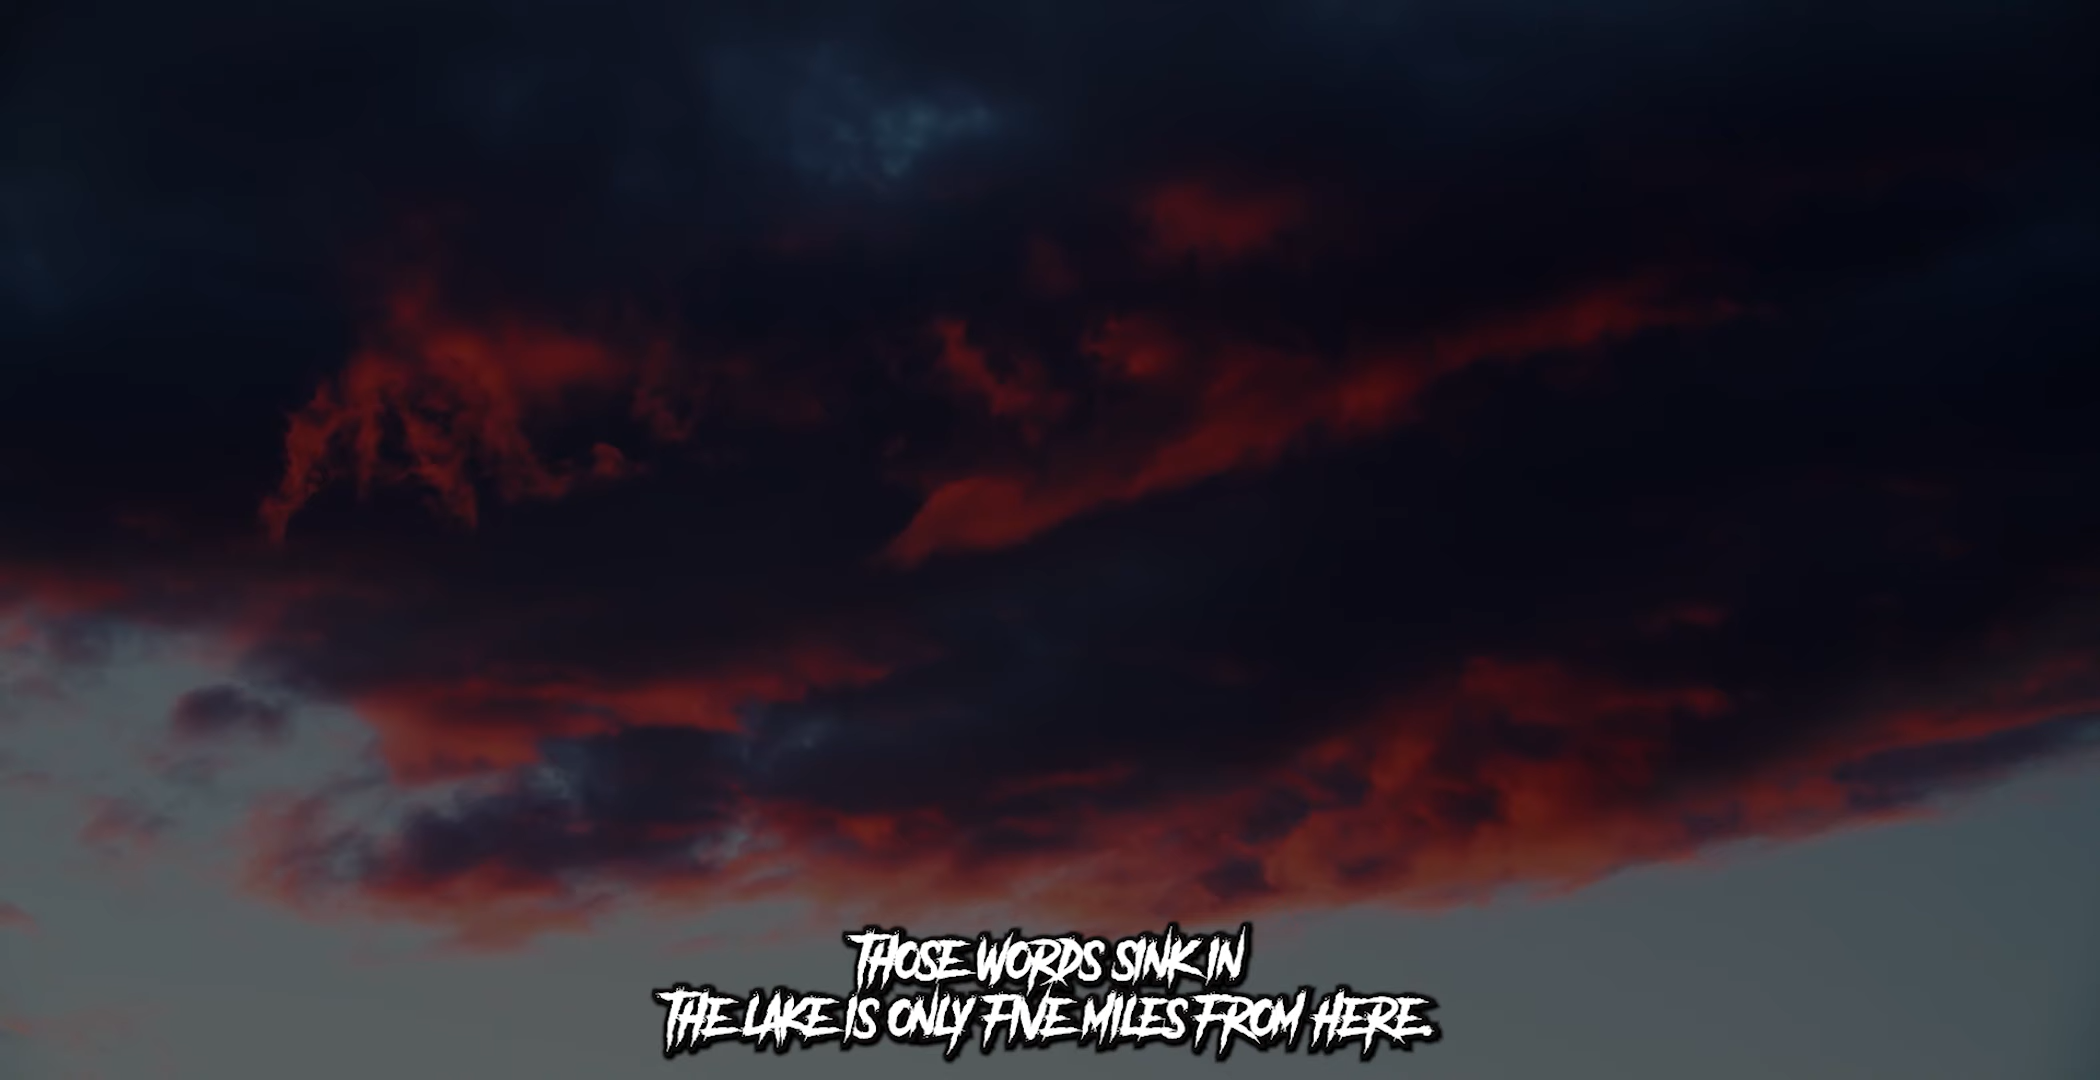 THOSE WORDS SINK IN
THE LAKE IS ONLY FIVE MILES FROM HERE.